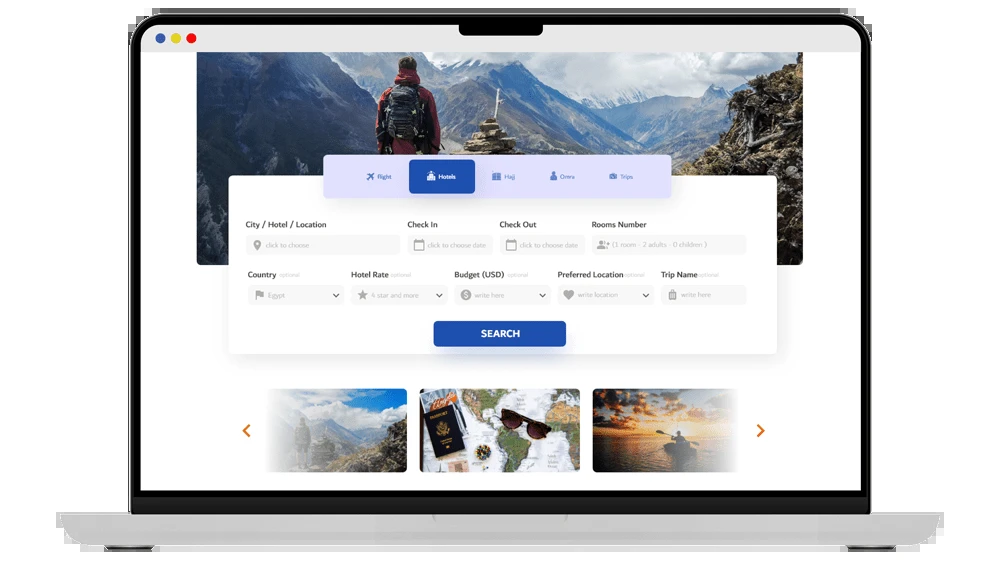 Flight Hotels Hajj Omra Trips
City / Hotel / Location Check In Check Out Rooms Number
click to choose click to choose date click to choose date (1 room - 2 adults - 0 children )
Country optional Hotel Rate optional Budget (USD) optional Preferred Location optional Trip Name optional
Egypt 4 star and more write here write location write here
SEARCH
PASSPORT